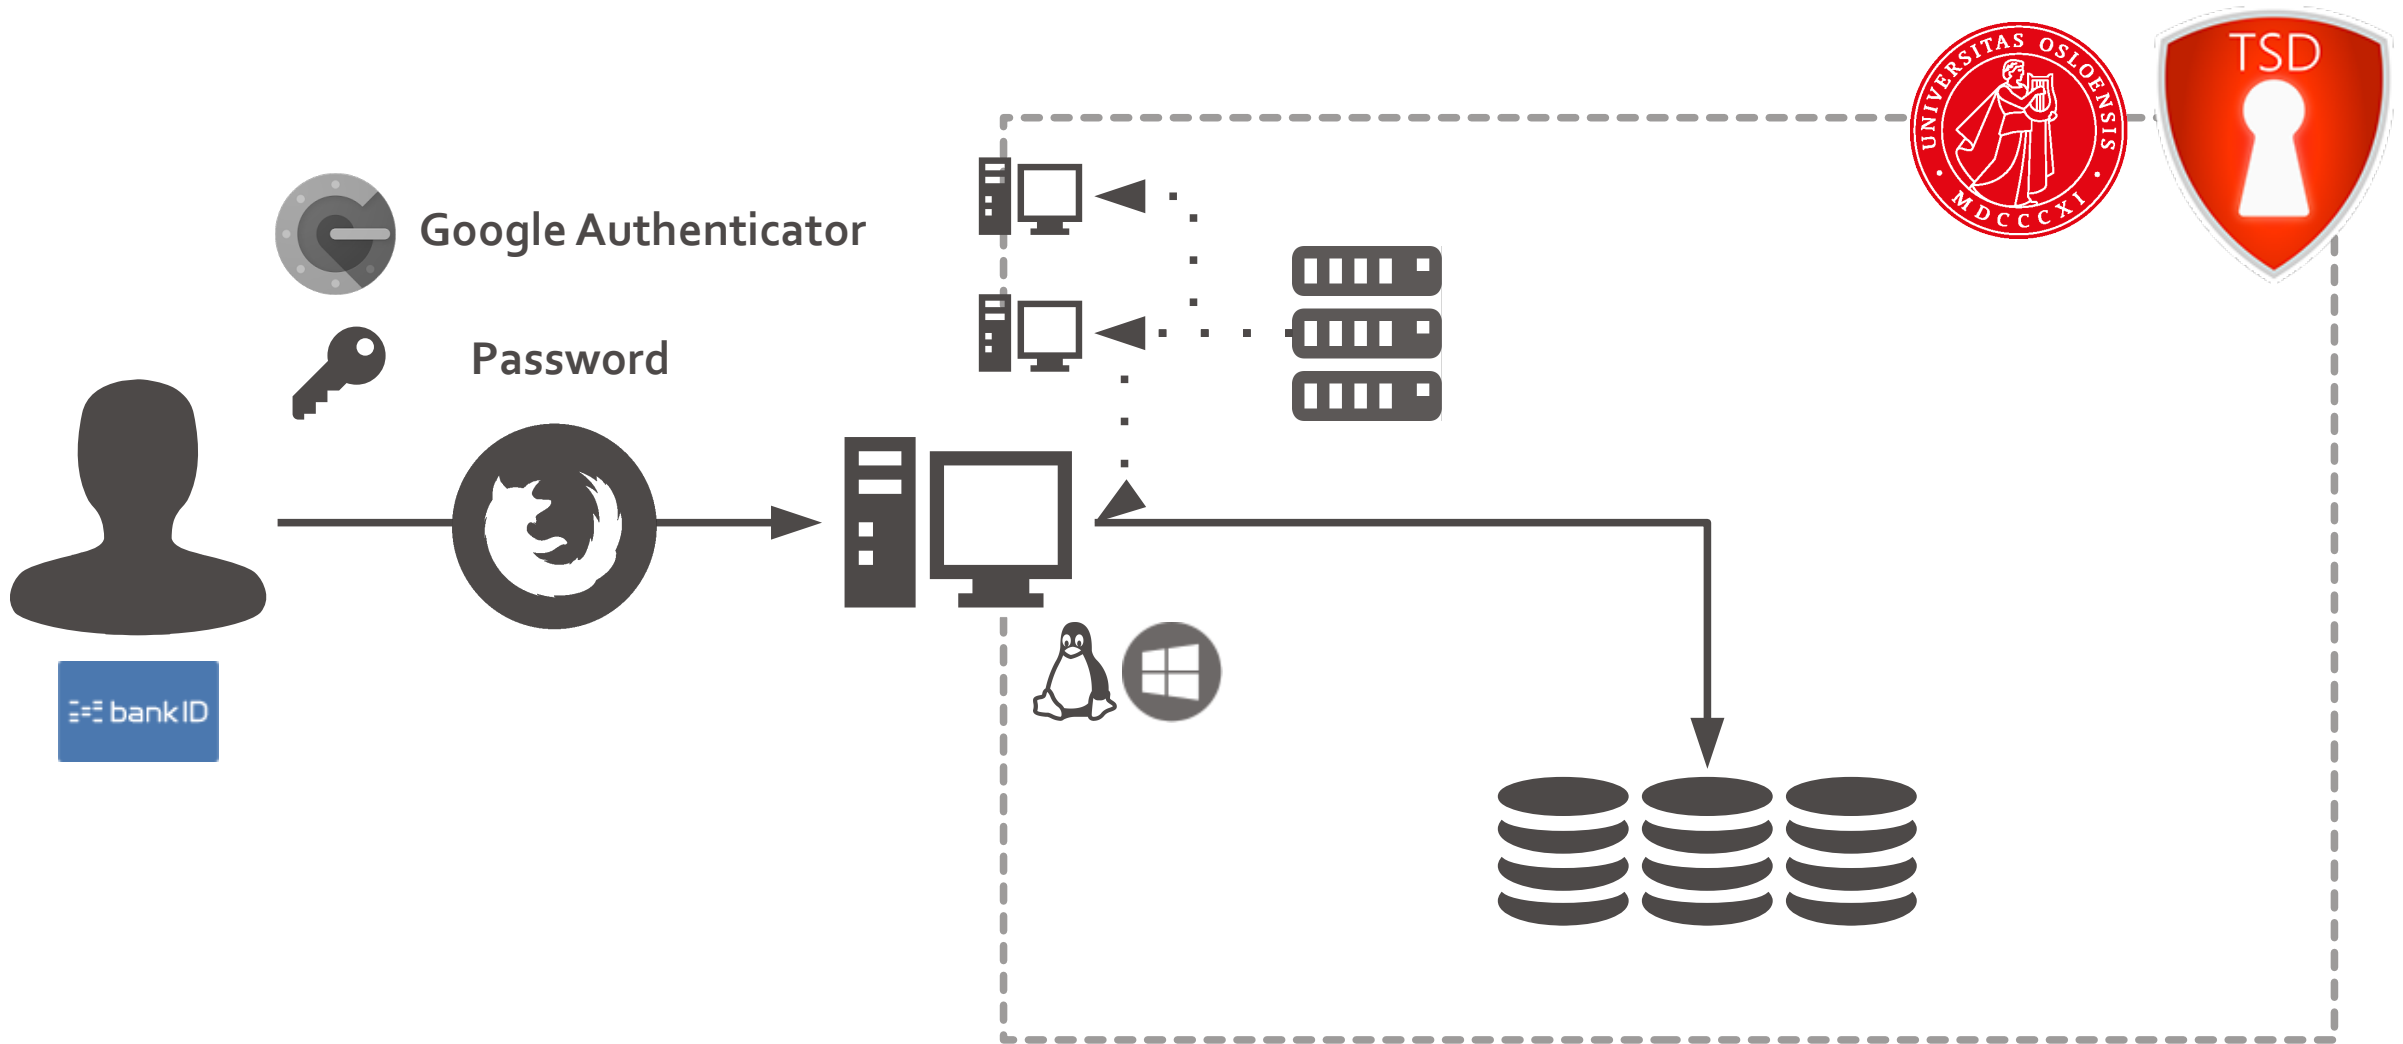 UNIVERSITAS OSLOENSIS
MDCCCXI
TSD
Google Authenticator
Password
bankID